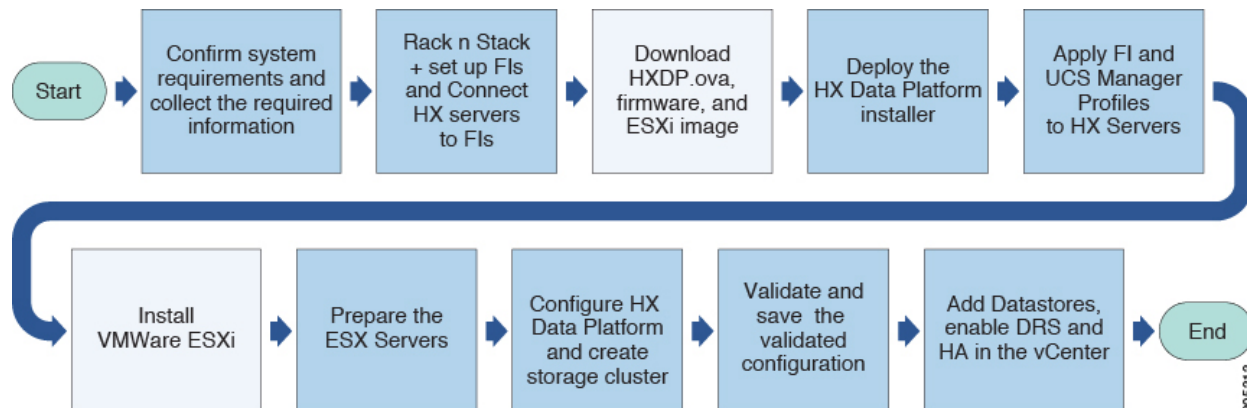 Start
Confirm system
requirements and
collect the required
information
Rack n Stack
+ set up FIs
and Connect
HX servers
to FIs
Download
HXDP.ova,
firmware, and
ESXi image
Deploy the
HX Data Platform
installer
Apply FI and
UCS Manager
Profiles
to HX Servers
Install
VMWare ESXi
Prepare the
ESX Servers
Configure HX
Data Platform
and create
storage cluster
Validate and
save the
validated
configuration
Add Datastores,
enable DRS and
HA in the vCenter
End